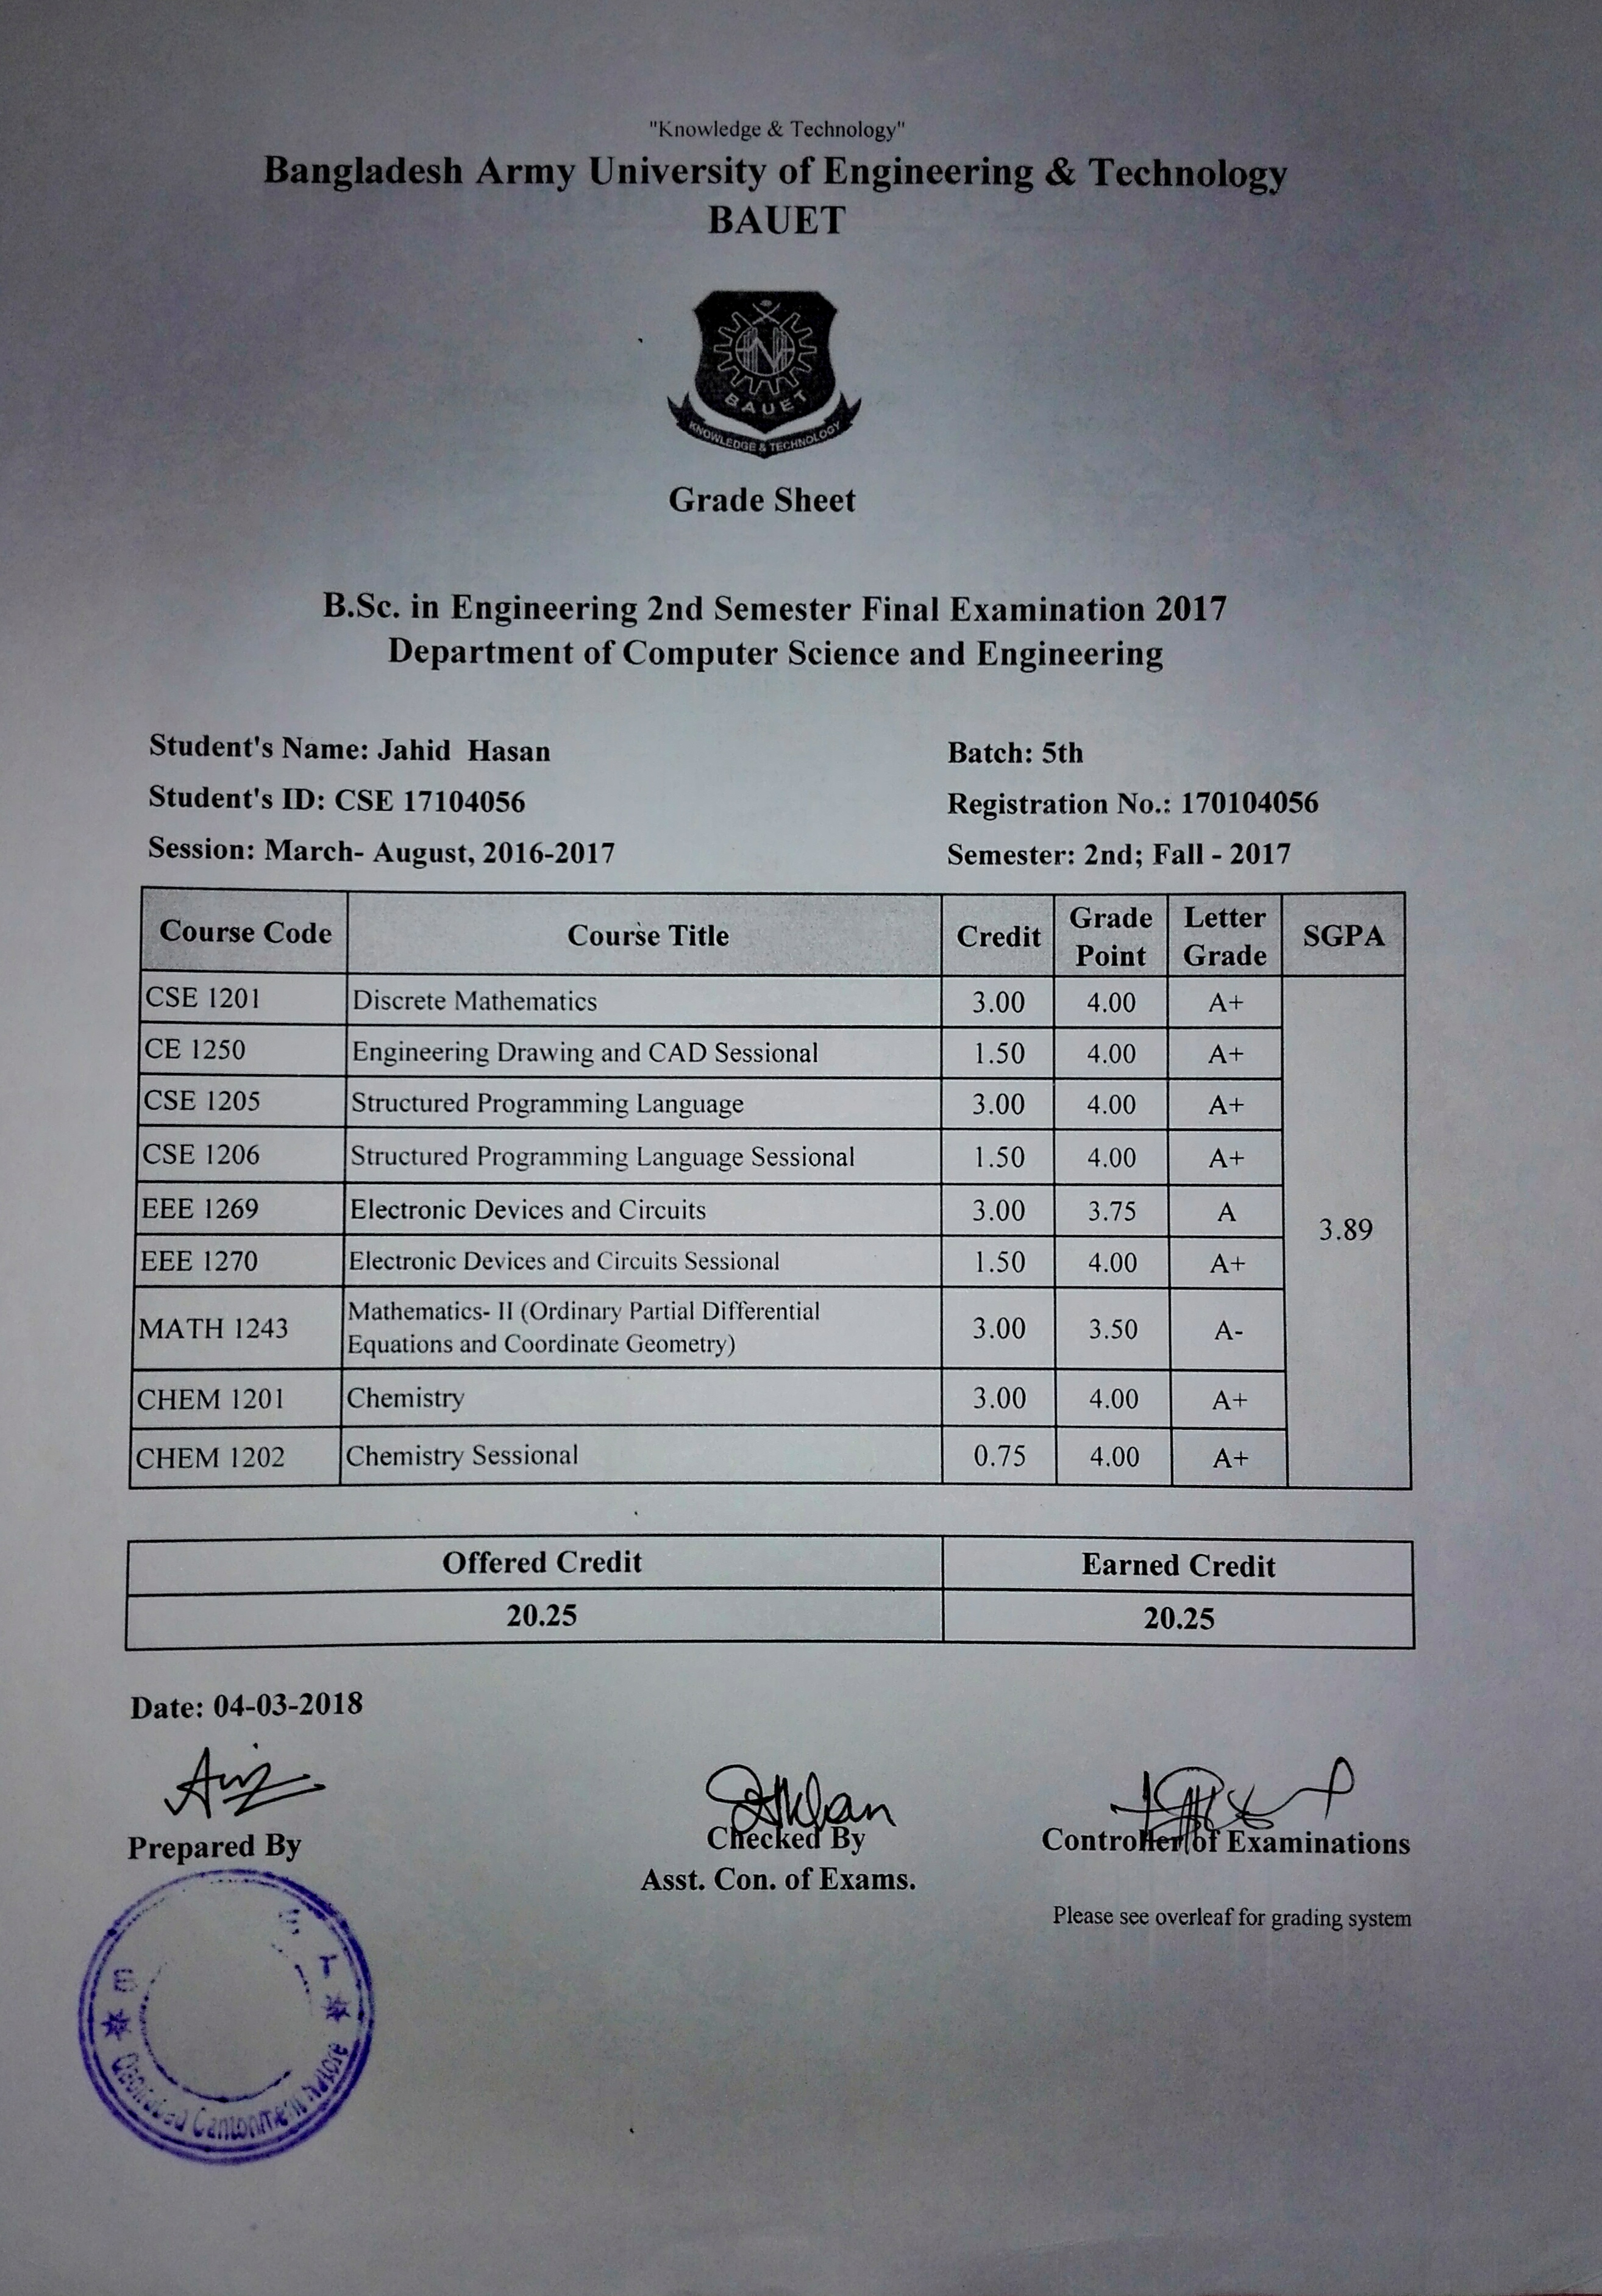 "Knowledge & Technology"
Bangladesh Army University of Engineering & Technology
BAUET
BAUET
KNOWLEDGE & TECHNOLOGY
Grade Sheet
B.Sc. in Engineering 2nd Semester Final Examination 2017
Department of Computer Science and Engineering
Student's Name: Jahid Hasan Batch: 5th
Student's ID: CSE 17104056 Registration No.: 170104056
Session: March- August, 2016-2017 Semester: 2nd; Fall - 2017
Course Code Course Title Credit Grade Point Letter Grade SGPA
CSE 1201 Discrete Mathematics 3.00 4.00 A+
CE 1250 Engineering Drawing and CAD Sessional 1.50 4.00 A+
CSE 1205 Structured Programming Language 3.00 4.00 A+
CSE 1206 Structured Programming Language Sessional 1.50 4.00 A+
EEE 1269 Electronic Devices and Circuits 3.00 3.75 A
3.89
EEE 1270 Electronic Devices and Circuits Sessional 1.50 4.00 A+
MATH 1243 Mathematics- II (Ordinary Partial Differential
Equations and Coordinate Geometry) 3.00 3.50 A-
CHEM 1201 Chemistry 3.00 4.00 A+
CHEM 1202 Chemistry Sessional 0.75 4.00 A+
Offered Credit Earned Credit
20.25 20.25
Date: 04-03-2018
Prepared By Checked By Controller of Examinations
Asst. Con. of Exams.
Please see overleaf for grading system
Cantonment